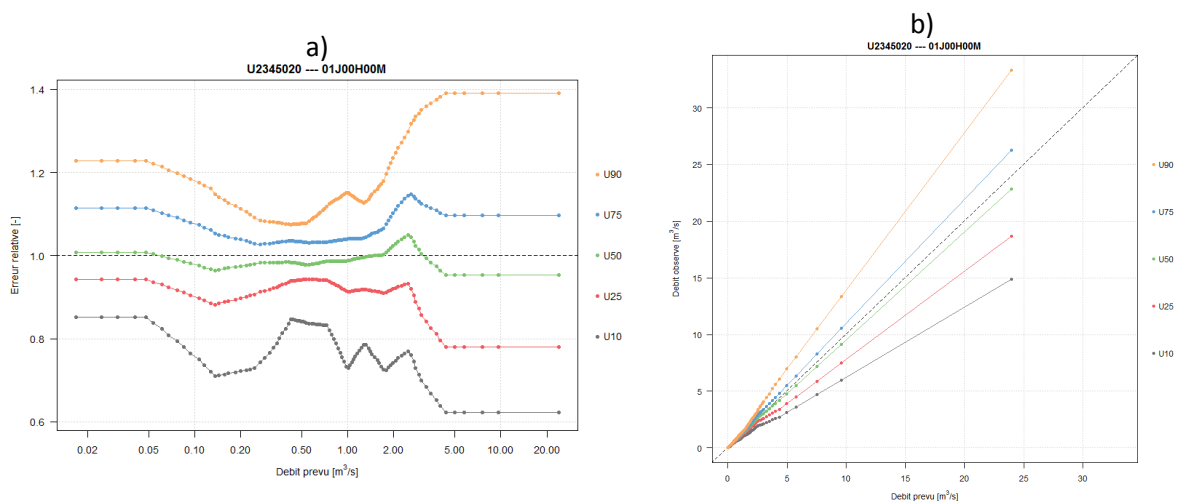 a)
U2345020 --- 01J00H00M
Erreur relative [-]
1.4
1.2
1.0
0.8
0.6
0.02
0.05
0.10
0.20
0.50
1.00
2.00
5.00
10.00
20.00
Debit prevu [m³/s]
U90
U75
U50
U25
U10
b)
U2345020 --- 01J00H00M
Debit observe [m³/s]
30
25
20
15
10
5
0
0
5
10
15
20
25
30
Debit prevu [m³/s]
U90
U75
U50
U25
U10